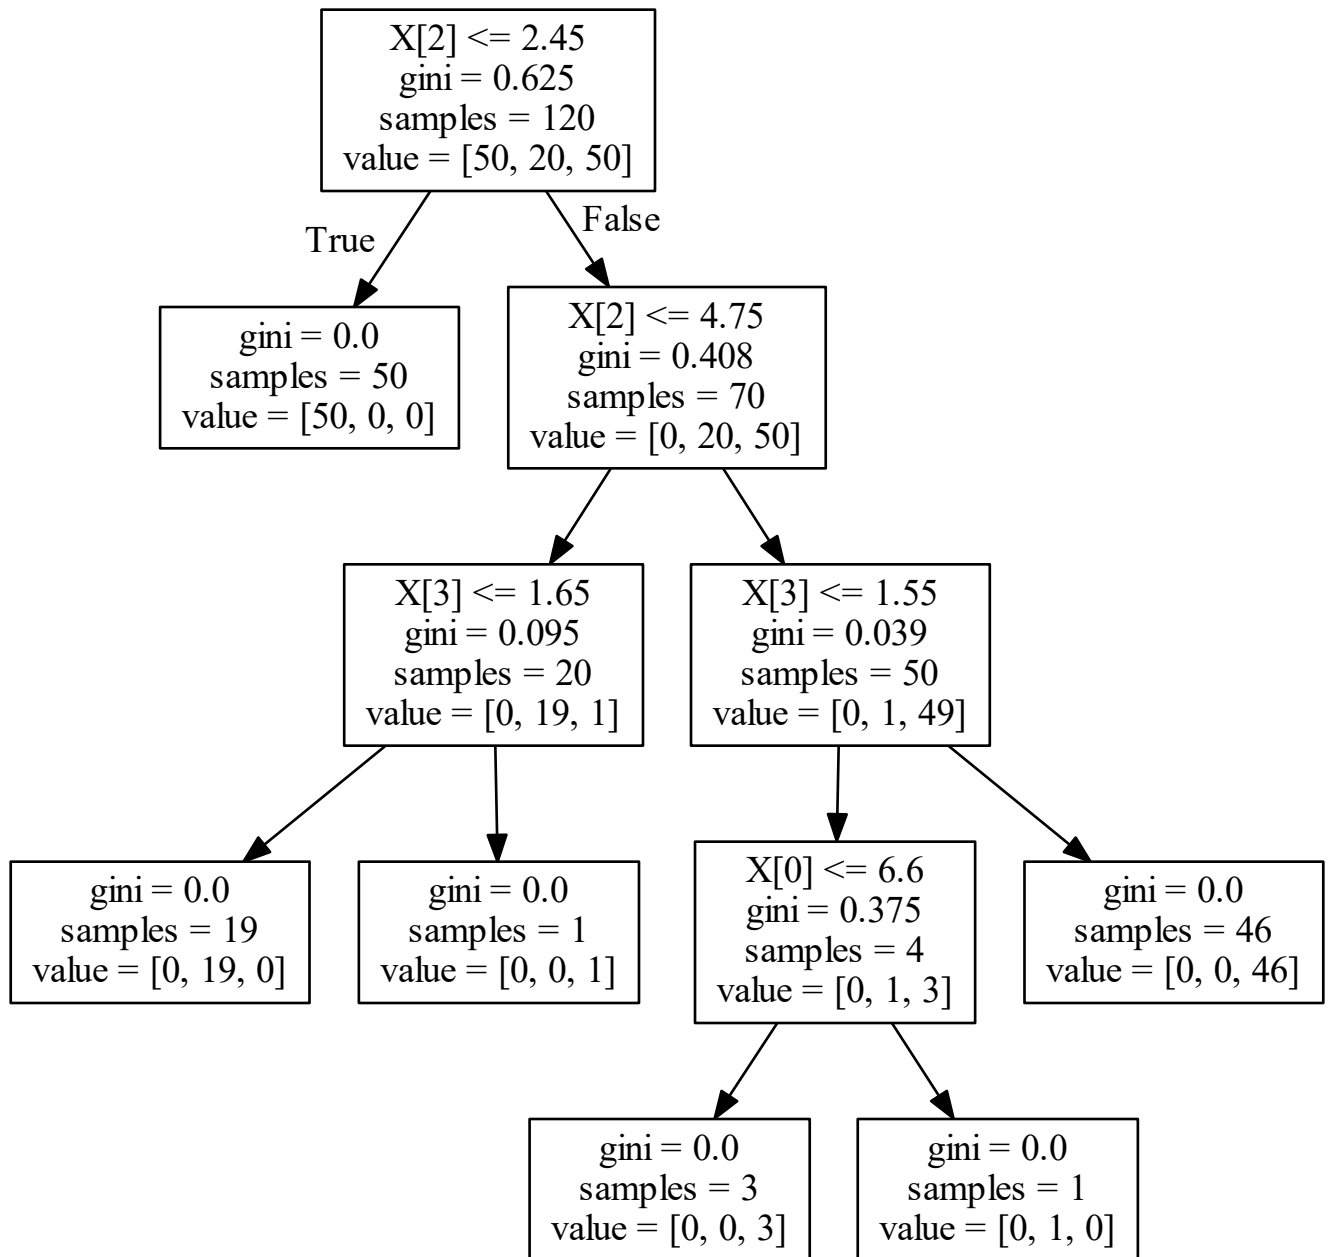 X[2] <= 2.45
gini = 0.625
samples = 120
value = [50, 20, 50]
True
False
gini = 0.0
samples = 50
value = [50, 0, 0]
X[2] <= 4.75
gini = 0.408
samples = 70
value = [0, 20, 50]
X[3] <= 1.65
gini = 0.095
samples = 20
value = [0, 19, 1]
X[3] <= 1.55
gini = 0.039
samples = 50
value = [0, 1, 49]
gini = 0.0
samples = 19
value = [0, 19, 0]
gini = 0.0
samples = 1
value = [0, 0, 1]
X[0] <= 6.6
gini = 0.375
samples = 4
value = [0, 1, 3]
gini = 0.0
samples = 46
value = [0, 0, 46]
gini = 0.0
samples = 3
value = [0, 0, 3]
gini = 0.0
samples = 1
value = [0, 1, 0]